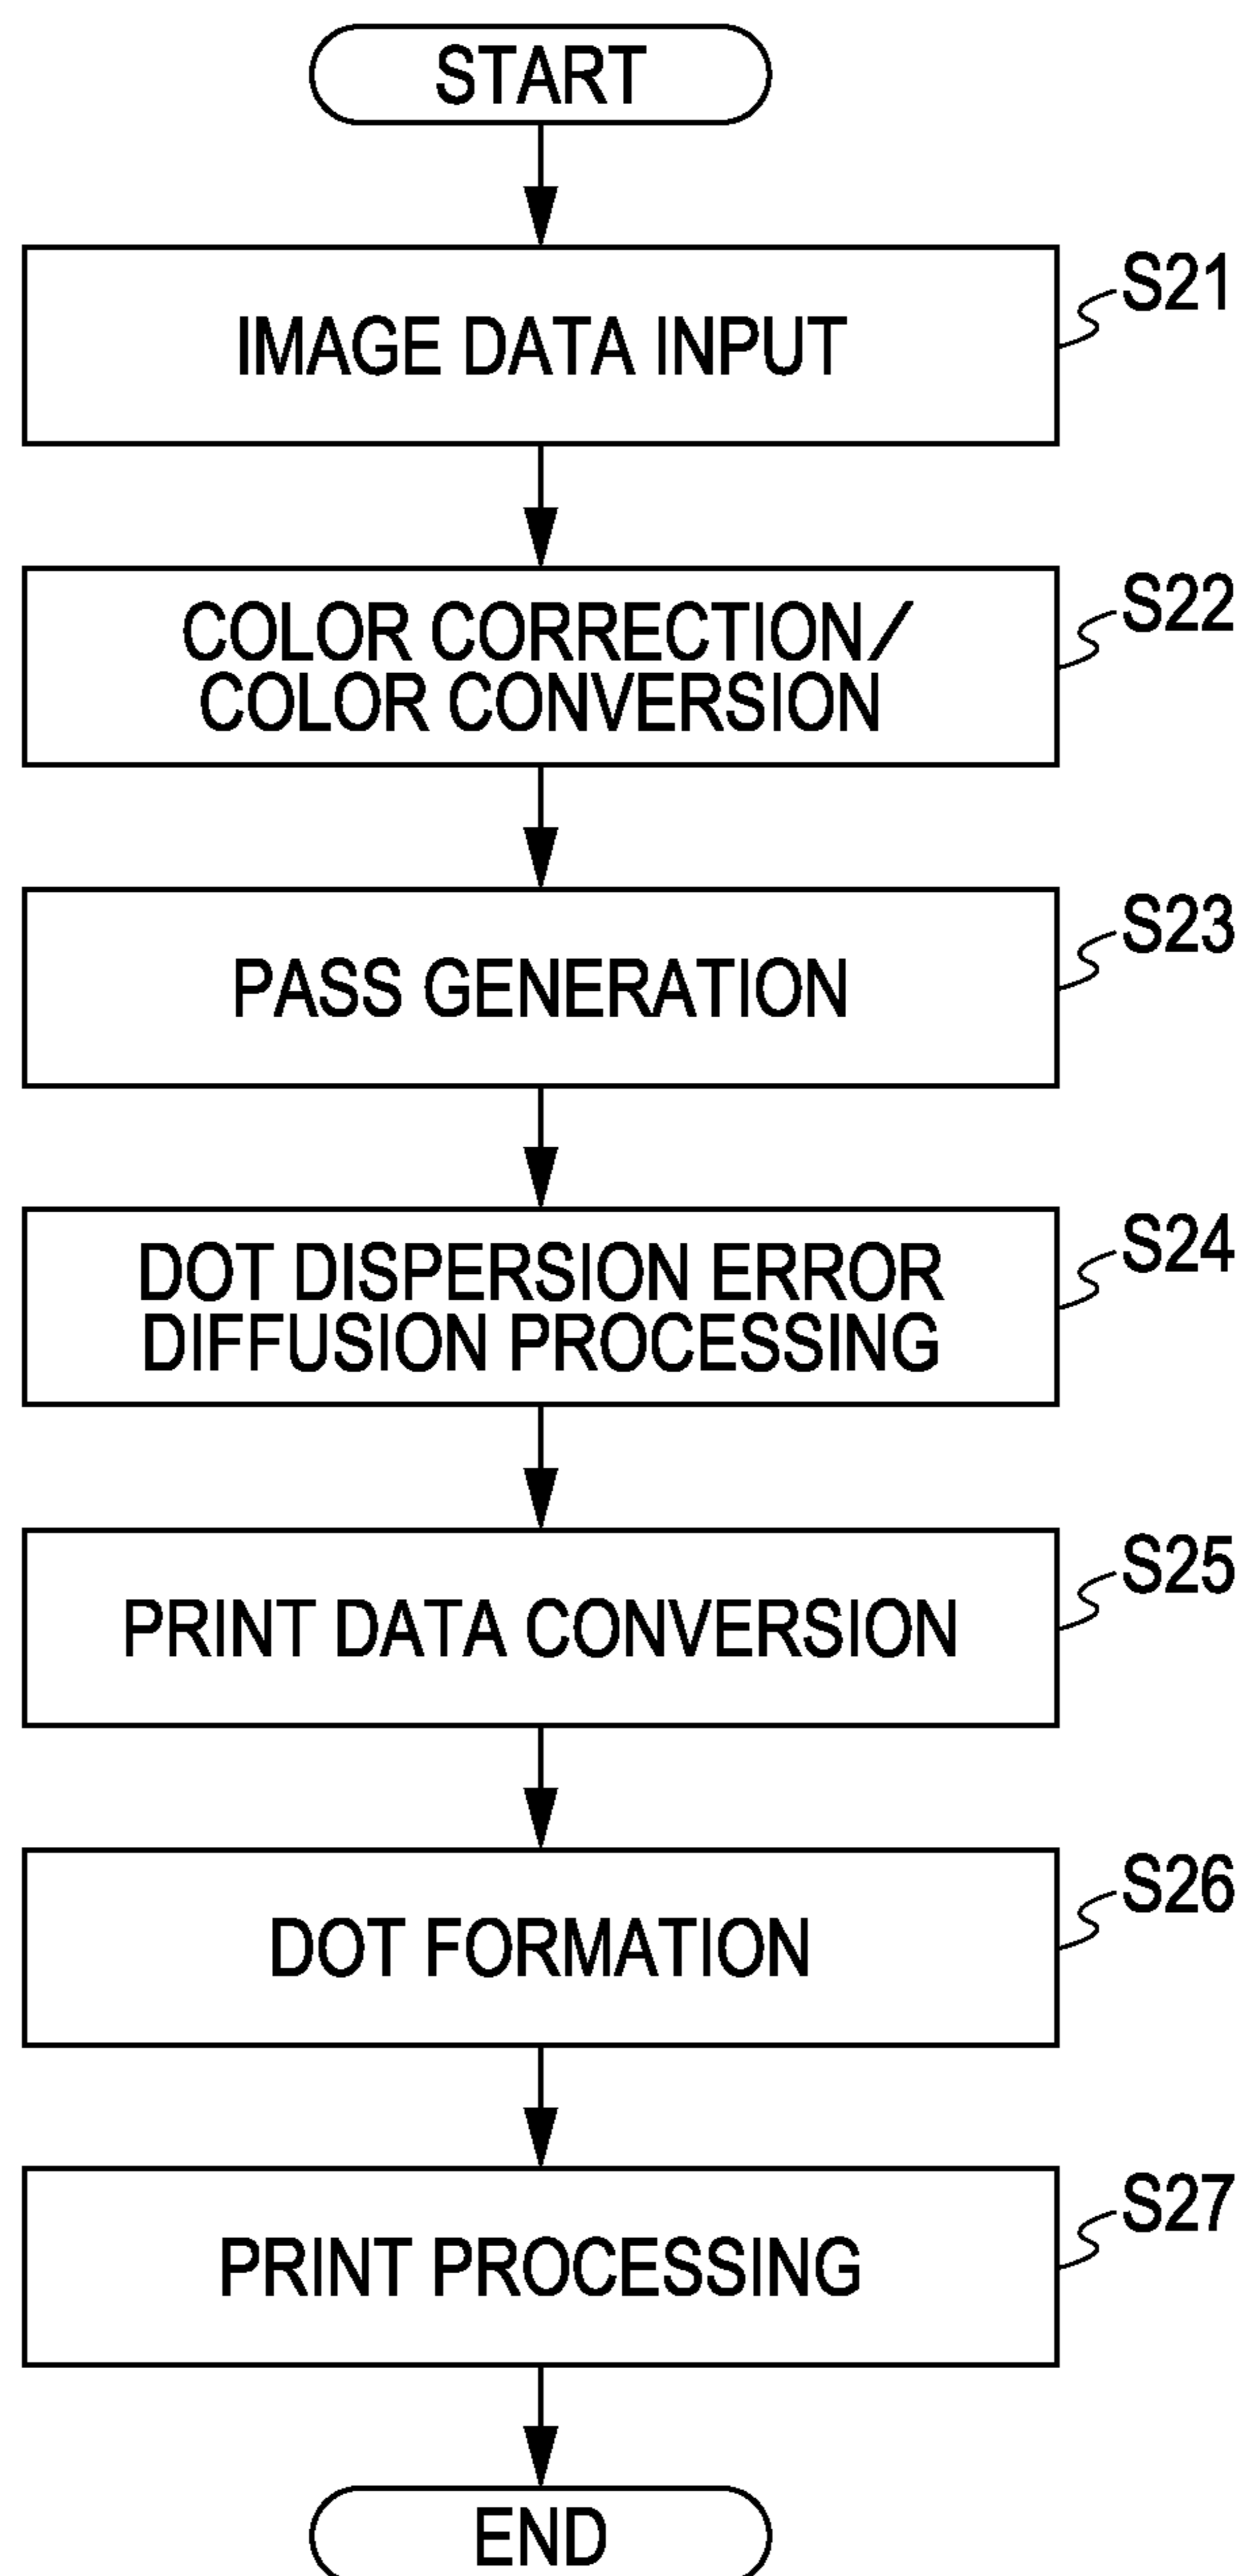 START
IMAGE DATA INPUT
S21
COLOR CORRECTION/
COLOR CONVERSION
S22
PASS GENERATION
S23
DOT DISPERSION ERROR
DIFFUSION PROCESSING
S24
PRINT DATA CONVERSION
S25
DOT FORMATION
S26
PRINT PROCESSING
S27
END